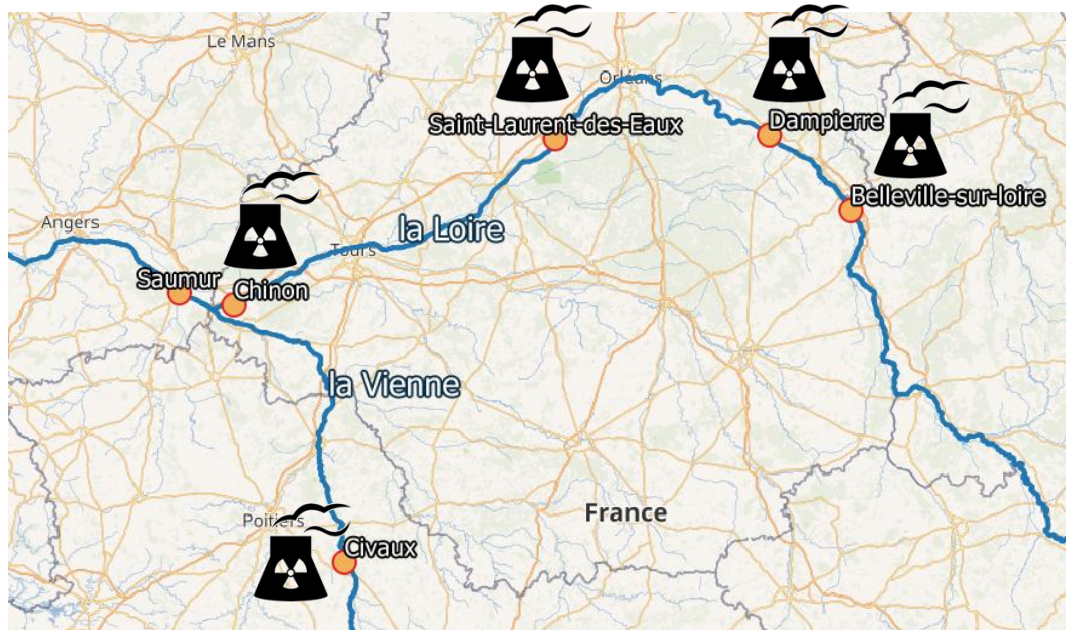 Le Mans
Orléans
Saint-Laurent-des-Eaux
Dampierre
Belleville-sur-loire
Angers
la Loire
Tours
Saumur
Chinon
la Vienne
France
Poitiers
Civaux